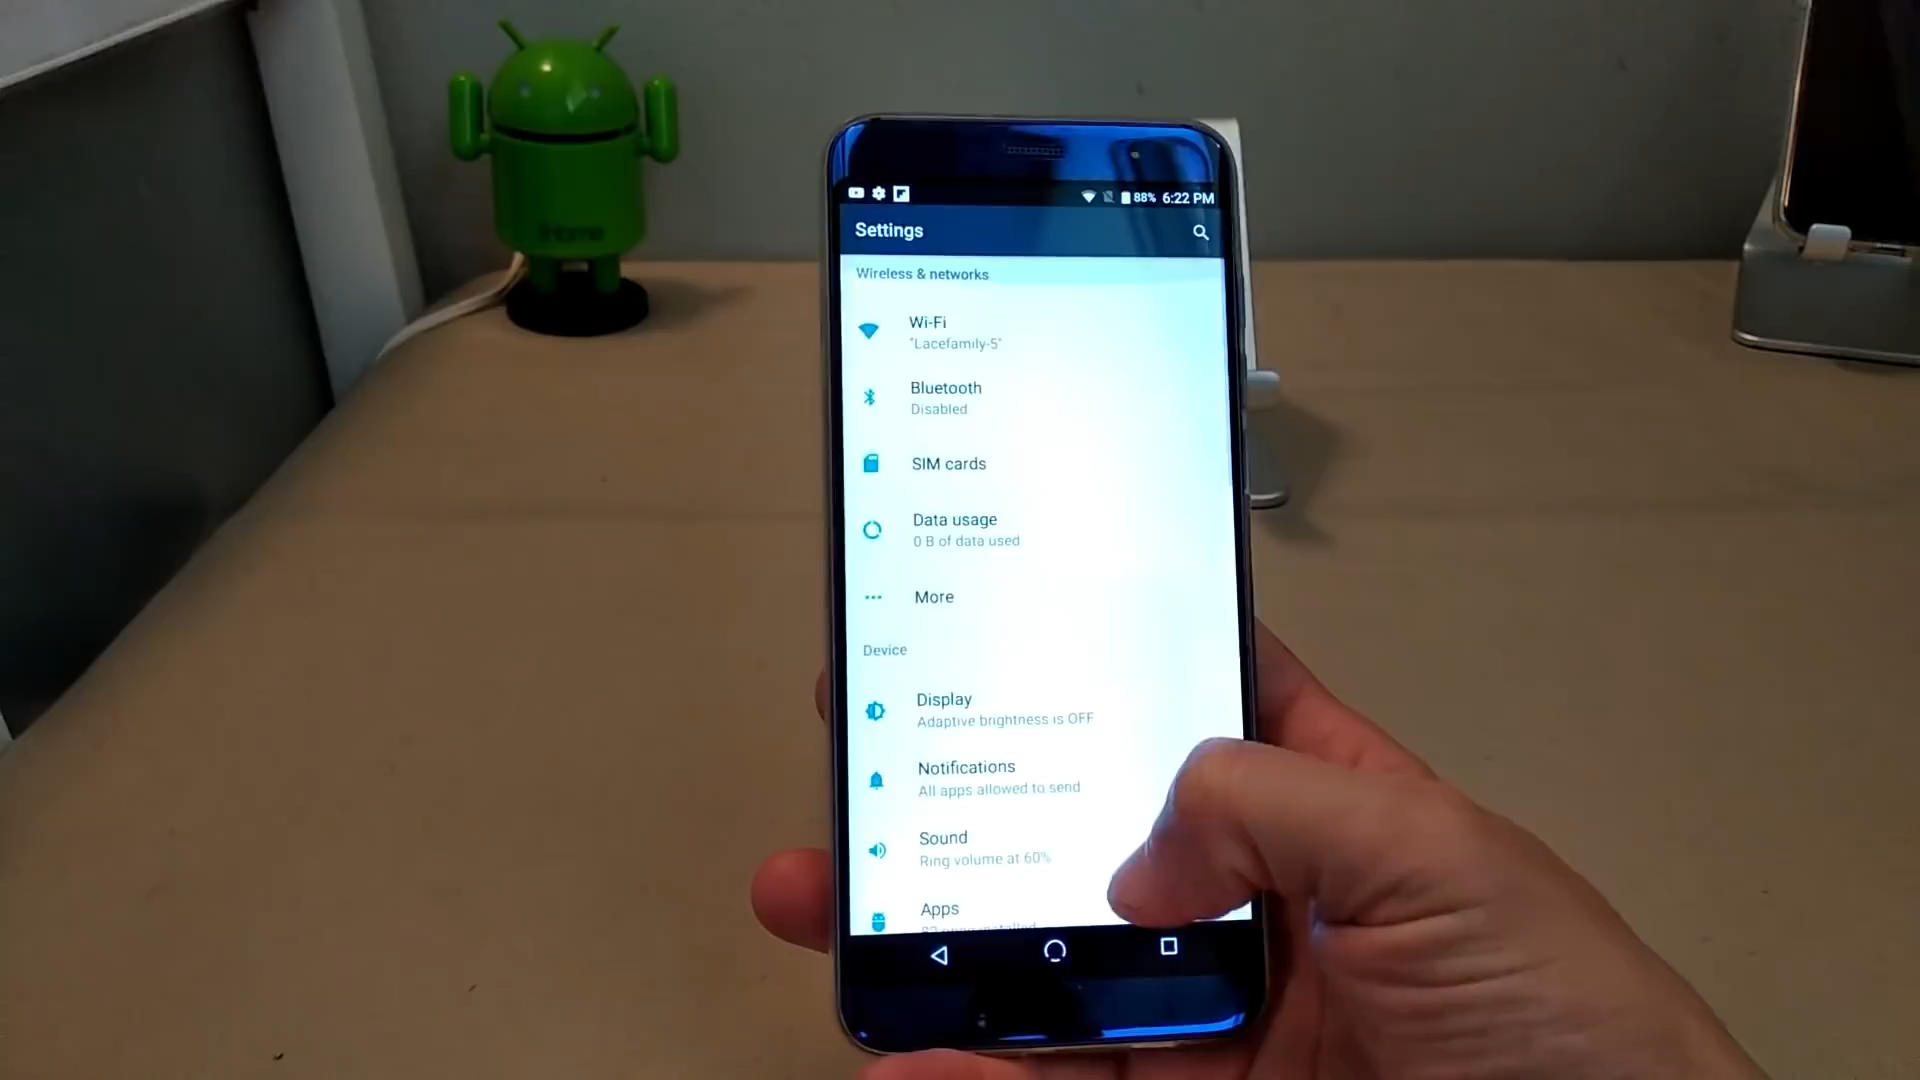 88% 6:22 PM
Settings
Wireless & networks
Wi-Fi
"Lacefamily-5"
Bluetooth
Disabled
SIM cards
Data usage
0 B of data used
More
Device
Display
Adaptive brightness is OFF
Notifications
All apps allowed to send
Sound
Ring volume at 60%
Apps
iHome